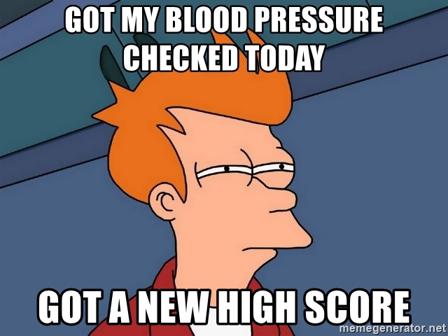 GOT MY BLOOD PRESSURE
CHECKED TODAY
GOT A NEW HIGH SCORE
memegenerator.net